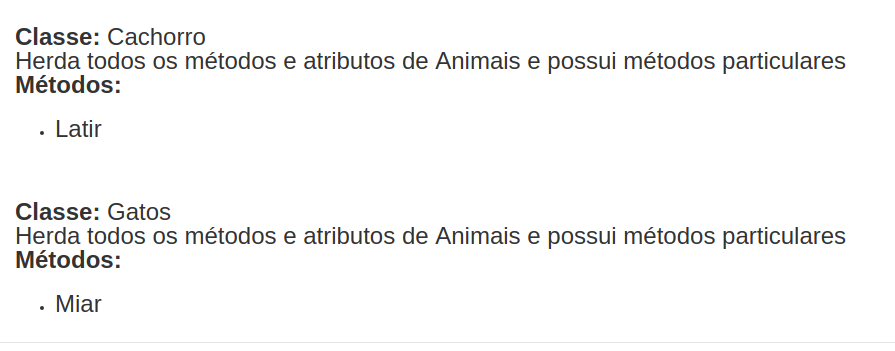 Classe: Cachorro
Herda todos os métodos e atributos de Animais e possui métodos particulares
Métodos:
• Latir
Classe: Gatos
Herda todos os métodos e atributos de Animais e possui métodos particulares
Métodos:
• Miar